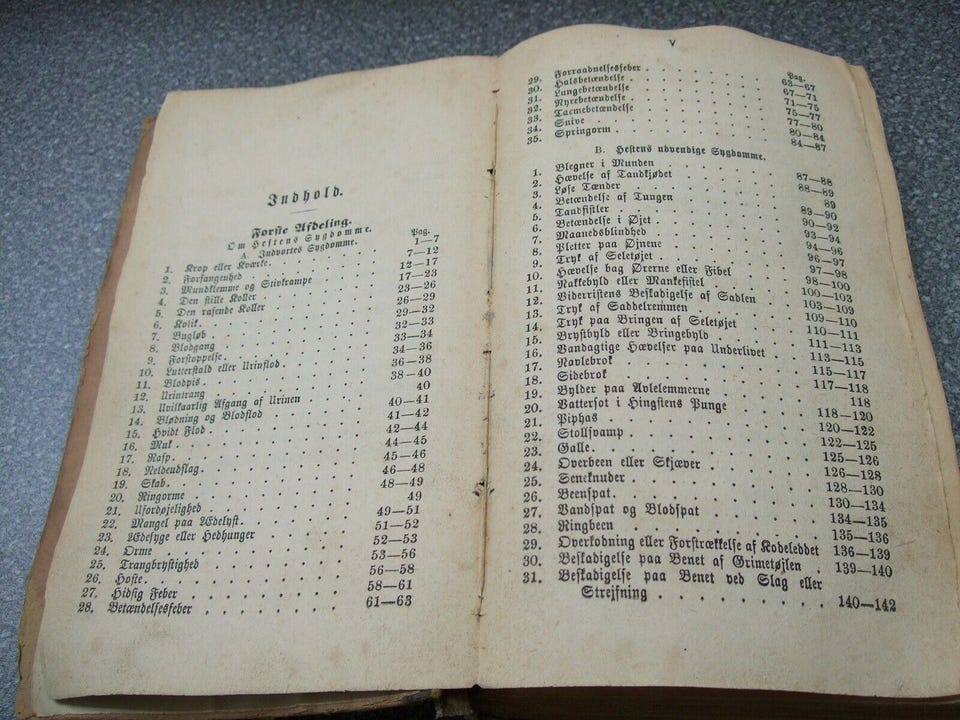 Indhold.
Første Afdeling.
Om Hestens Sygdomme.
A. Indvortes Sygdomme. Pag.
1. Krop eller Kværke. 1—7
2. Forfangenhed 7—12
3. Mundklemme og Stivkrampe 12—17
4. Den stille Koller 17—23
5. Den rasende Koller 23—26
6. Kolik 26—29
7. Bugløb 29—32
8. Blodgang 32—33
9. Forstoppelse. 33—34
10. Lutterstald eller Urinflod. 34—36
11. Blodpis 36—38
12. Urintrang 38—40
13. Uvilkaarlig Afgang af Urinen 40
14. Blødning og Blodflod 40—41
15. Hvidt Flod 41—42
16. Muk 42—44
17. Rasp 44—45
18. Neldeudslag. 45—46
19. Skab. 46—48
20. Ringorme 48—49
21. Ufordøjelighed 49
22. Mangel paa Ædelyst. 49—51
23. Ædesyge eller Hedhunger 51—52
24. Orme 52—53
25. Trangbrystighed 53—56
26. Hoste. 56—58
27. Hidsig Feber 58—61
28. Betændelsesfeber 61—63
V
Pag.
29. Forraadnelsesfeber 63—67
30. Halsbetændelse 67—71
31. Lungebetændelse 71—75
32. Nyrebetændelse 75—77
33. Tarmebetændelse 77—80
34. Snive 80—84
35. Springorm 84—87
B. Hestens udvendige Sygdomme.
1. Blegner i Munden 87—88
2. Hævelse af Tandkjødet 88—89
3. Løse Tænder 89
4. Betændelse af Tungen 89—90
5. Tandfistler 90—92
6. Betændelse i Øjet 93—94
7. Maanedsblindhed 94—96
8. Pletter paa Øjnene 96—97
9. Tryk af Seletøjet 97—98
10. Hævelse bag Ørerne eller Fibel 98—100
11. Nakkebyld eller Mankefistel 100—103
12. Viderristens Beskadigelse af Sadlen 103—109
13. Tryk af Saddelremmen 109—110
14. Tryk paa Bringen af Seletøjet 110—111
15. Brystbyld eller Bringebyld 111—113
16. Vandagtige Hævelser paa Underlivet 113—115
17. Navlebrok 115—117
18. Sidebrok 117—118
19. Bylder paa Avlelemmerne 118
20. Vattersot i Hingstens Punge 118—120
21. Piphas 120—122
22. Stollsvamp 122—125
23. Galle. 125—126
24. Overbeen eller Skjæver 126—128
25. Seneknuder 128—130
26. Beenspat. 130—134
27. Vandspat og Blodspat 134—135
28. Ringbeen 135—136
29. Overkodning eller Forstrækkelse af Kodeleddet 136—139
30. Beskadigelse paa Benet af Grimetøjlen 139—140
31. Beskadigelse paa Benet ved Slag eller
Strejfning 140—142